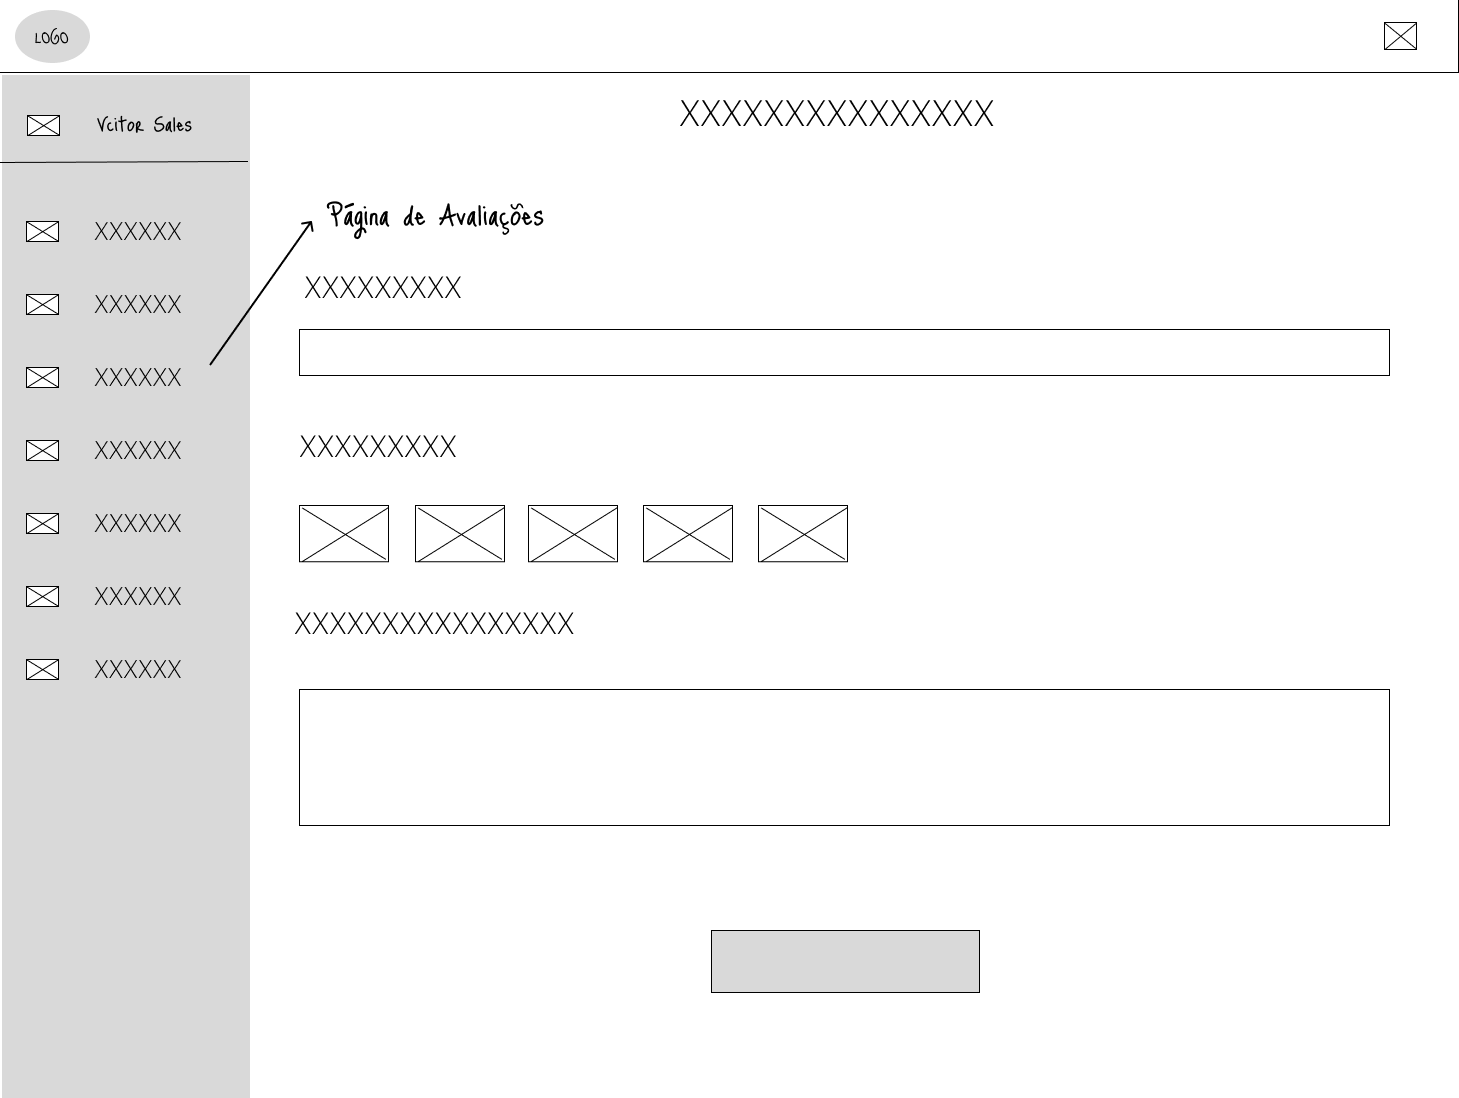 LOGO
XXXXXXXXXXXXXXX
Vcitor Sales
Página de Avaliações
XXXXXX
XXXXXXXXX
XXXXXX
XXXXXX
XXXXXXXXX
XXXXXX
XXXXXX
XXXXXX
XXXXXXXXXXXXXXXX
XXXXXX